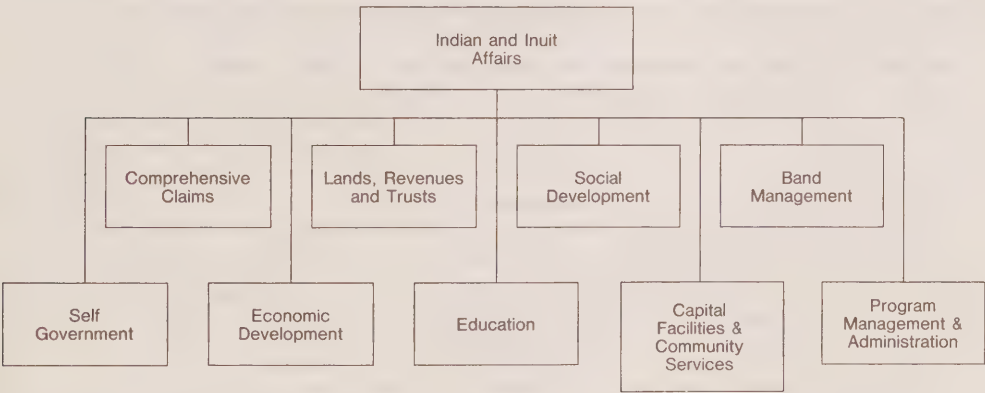 Indian and Inuit
Affairs
Comprehensive
Claims
Lands, Revenues
and Trusts
Social
Development
Band
Management
Self
Government
Economic
Development
Education
Capital
Facilities &
Community
Services
Program
Management &
Administration